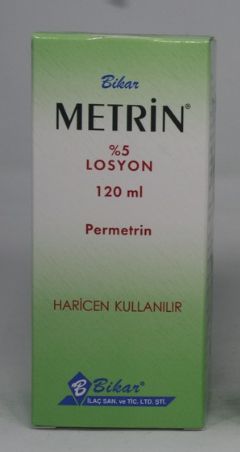 Bikar
METRİN®
%5
LOSYON
120 ml
Permetrin
HARİCEN KULLANILIR
Bikar®
İLAÇ SAN. ve TİC. LTD. ŞTİ.